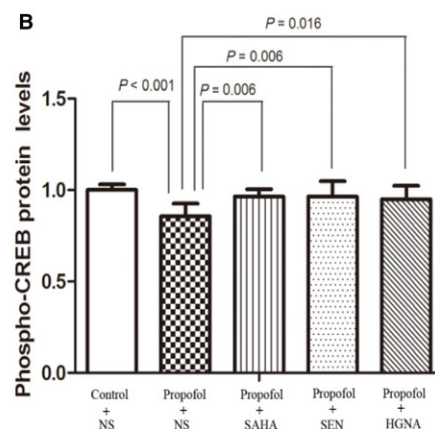 B
P = 0.016
P = 0.006
P < 0.001
P = 0.006
Phospho-CREB protein levels
1.5
1.0
0.5
0.0
Control
+
NS
Propofol
+
NS
Propofol
+
SAHA
Propofol
+
SEN
Propofol
+
HGNA